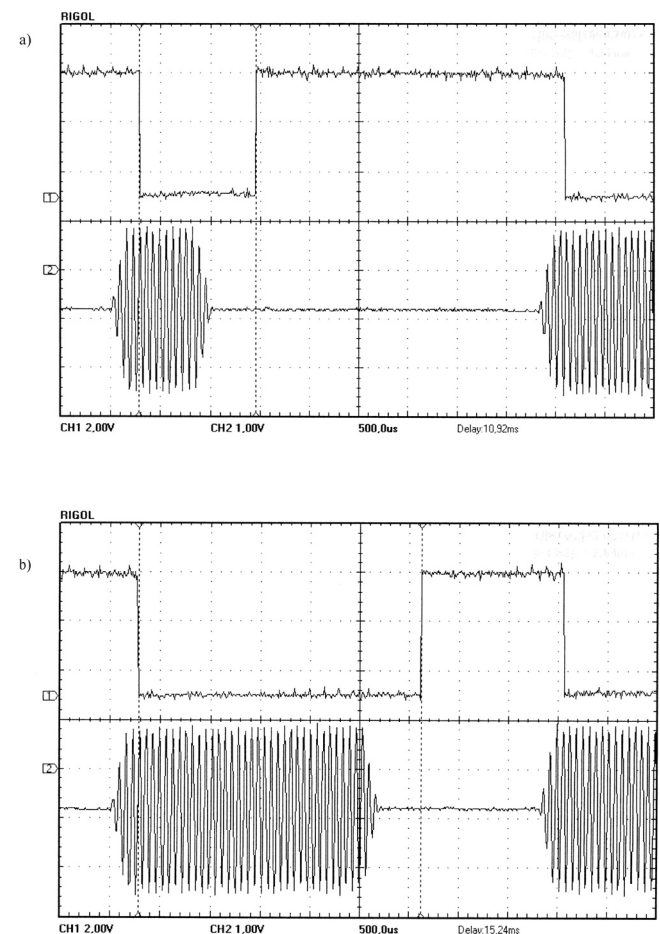 RIGOL
a)
1
2
CH1 2,00V CH2 1,00V 500,0us Delay:10,92ms
RIGOL
b)
1
2
CH1 2,00V CH2 1,00V 500,0us Delay:15,24ms